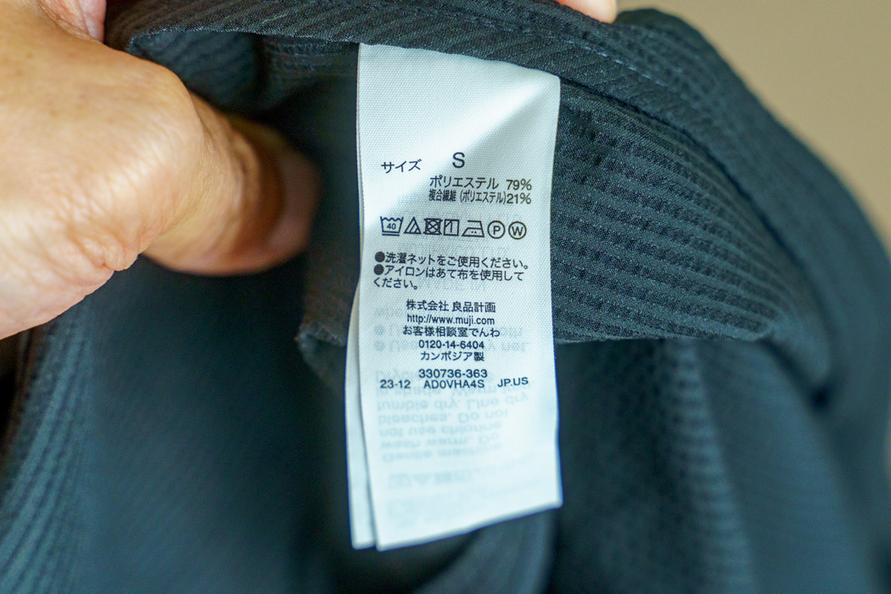 サイズ S
ポリエステル 79%
複合繊維(ポリエステル)21%
40 P W
●洗濯ネットをご使用ください。
●アイロンはあて布を使用して
ください。
株式会社 良品計画
http://www.muji.com
お客様相談室でんわ
0120-14-6404
カンボジア製
330736-363
23-12 AD0VHA4S JP.US